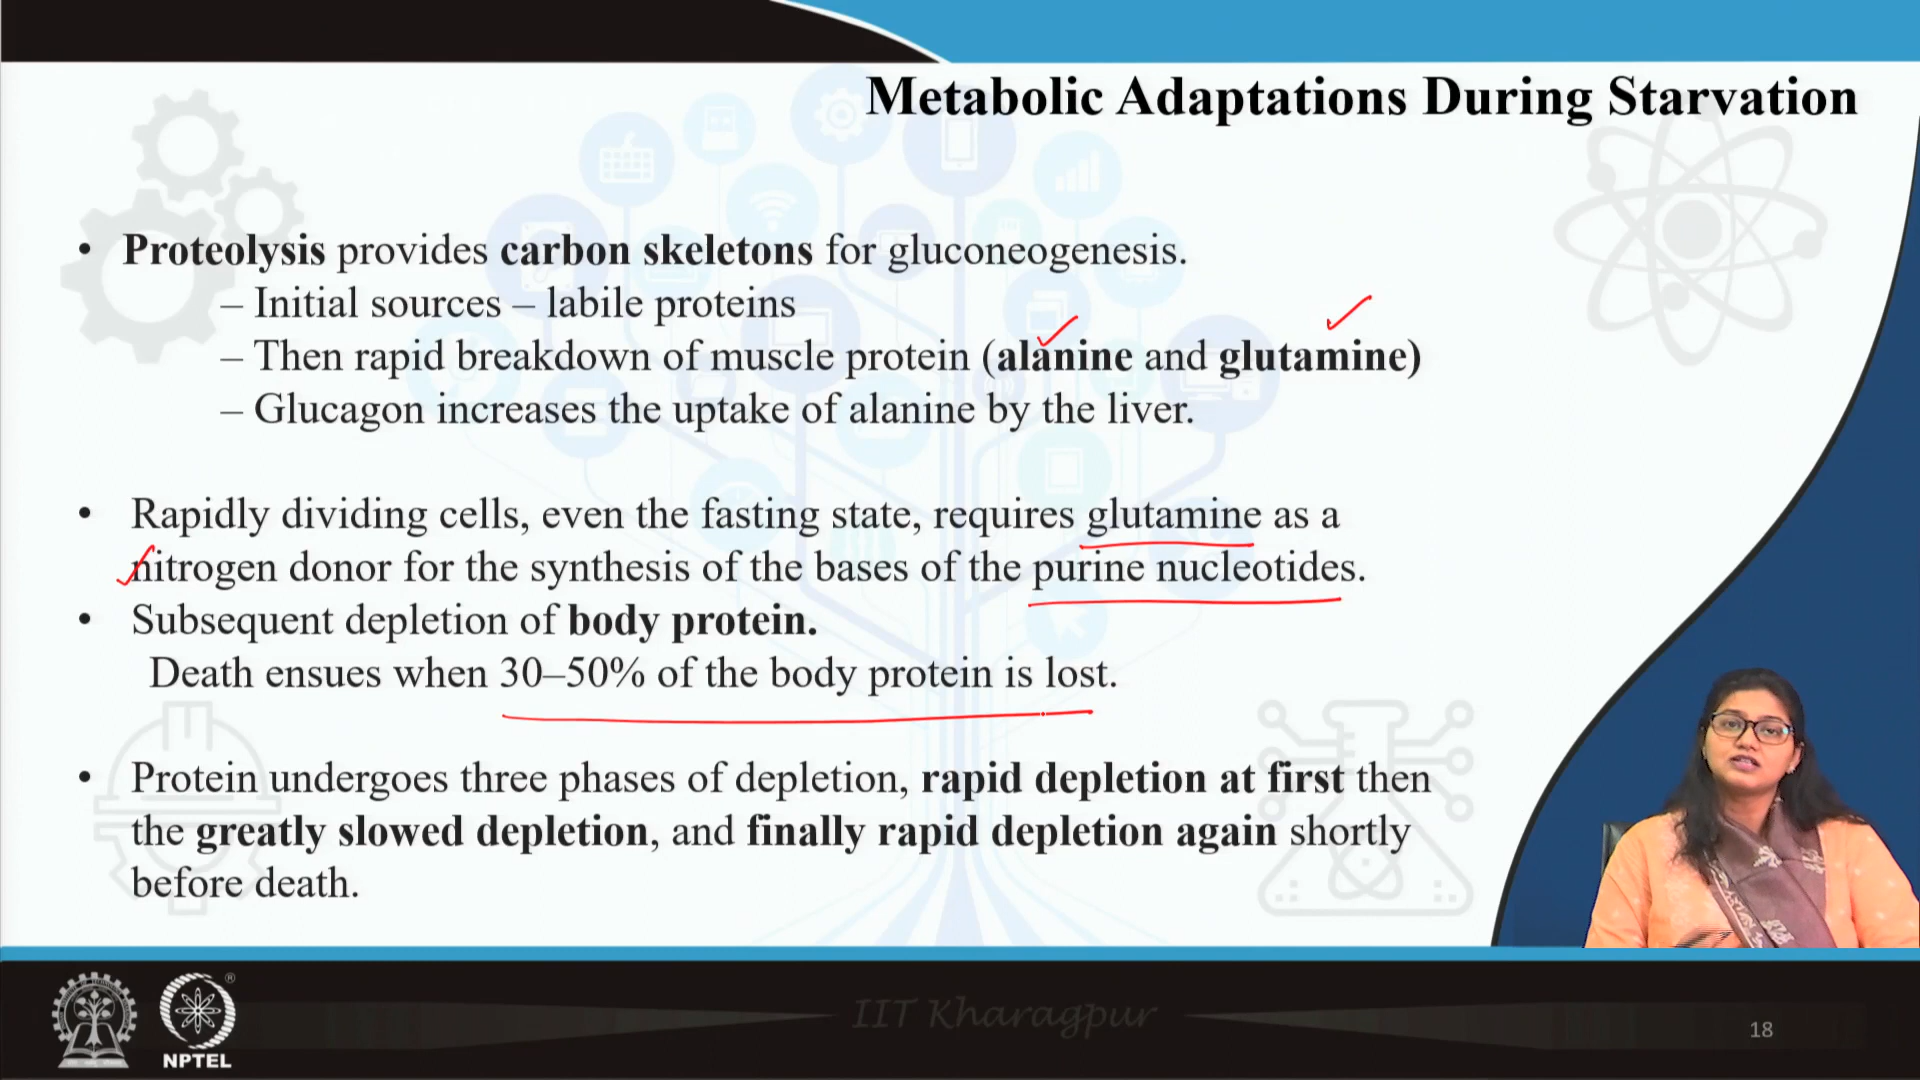 Metabolic Adaptations During Starvation
• Proteolysis provides carbon skeletons for gluconeogenesis.
– Initial sources – labile proteins
– Then rapid breakdown of muscle protein (alanine and glutamine)
– Glucagon increases the uptake of alanine by the liver.
• Rapidly dividing cells, even the fasting state, requires glutamine as a
nitrogen donor for the synthesis of the bases of the purine nucleotides.
• Subsequent depletion of body protein.
Death ensues when 30–50% of the body protein is lost.
• Protein undergoes three phases of depletion, rapid depletion at first then
the greatly slowed depletion, and finally rapid depletion again shortly
before death.
IIT Kharagpur
®
NPTEL
18